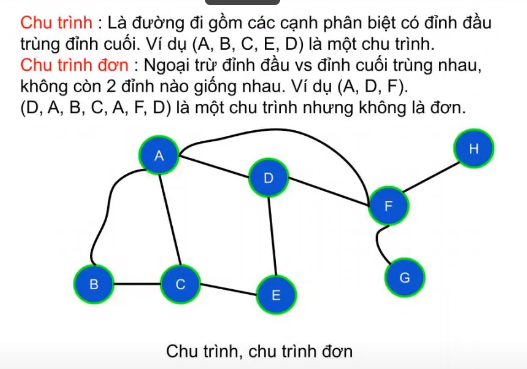 Chu trình : Là đường đi gồm các cạnh phân biệt có đỉnh đầu
trùng đỉnh cuối. Ví dụ (A, B, C, E, D) là một chu trình.
Chu trình đơn : Ngoại trừ đỉnh đầu vs đỉnh cuối trùng nhau,
không còn 2 đỉnh nào giống nhau. Ví dụ (A, D, F).
(D, A, B, C, A, F, D) là một chu trình nhưng không là đơn.
A
H
D
F
B
C
G
E
Chu trình, chu trình đơn